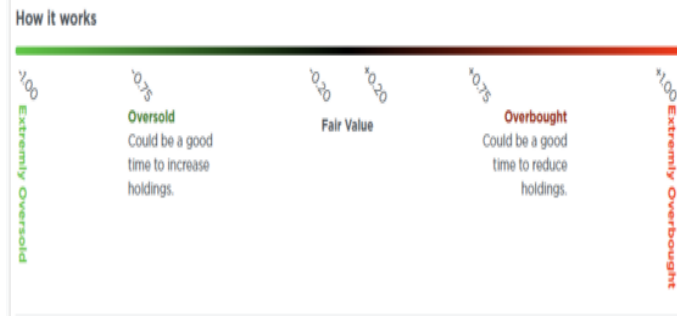 How it works
-1.00
-0.75
-0.20
+0.20
+0.75
+1.00
Extremly Oversold
Oversold
Could be a good
time to increase
holdings.
Fair Value
Overbought
Could be a good
time to reduce
holdings.
Extremly Overbought